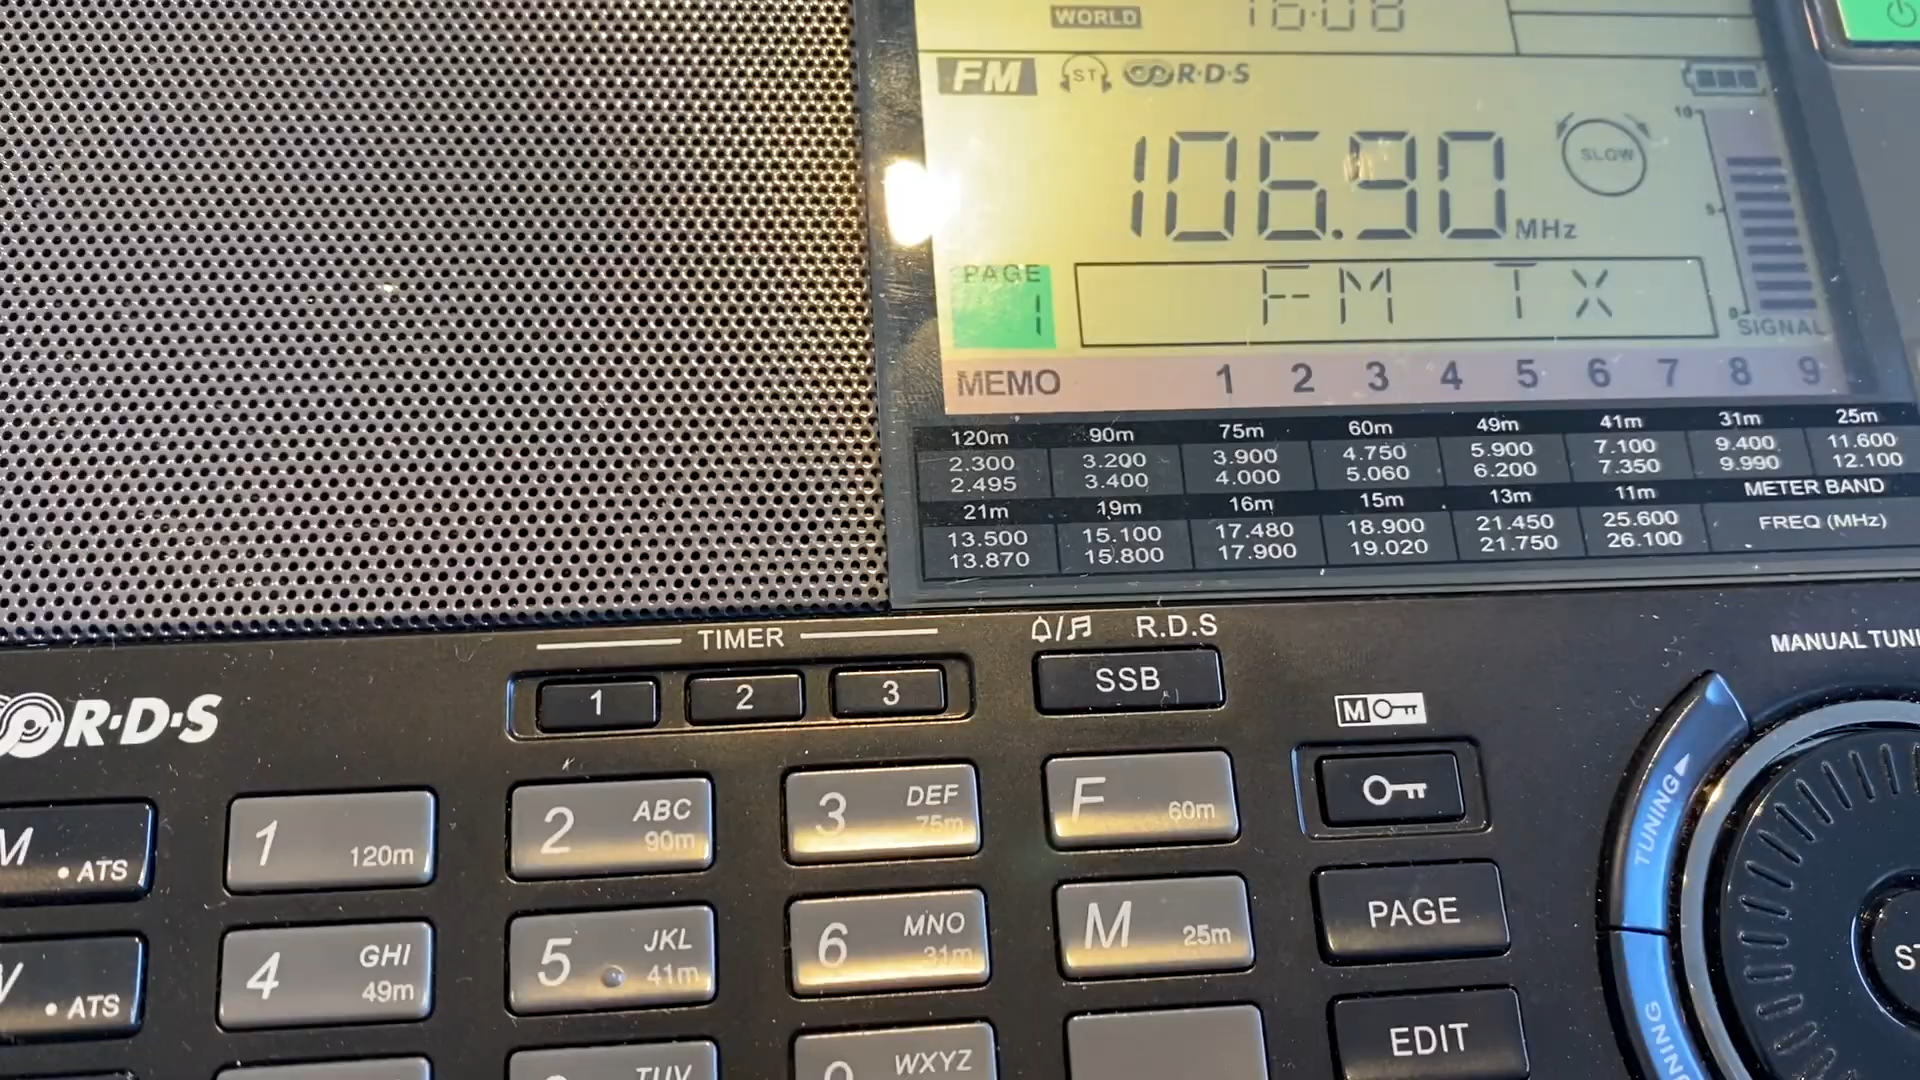 WORLD 16:08
FM ST R·D·S
10
106.90 MHz
SLOW
5
PAGE
1
FM TX
0
SIGNAL
MEMO 1 2 3 4 5 6 7 8 9
120m 90m 75m 60m 49m 41m 31m 25m
2.300 3.200 3.900 4.750 5.900 7.100 9.400 11.600
2.495 3.400 4.000 5.060 6.200 7.350 9.990 12.100
21m 19m 16m 15m 13m 11m METER BAND
13.500 15.100 17.480 18.900 21.450 25.600 FREQ (MHz)
13.870 15.800 17.900 19.020 21.750 26.100
TIMER
R.D.S
MANUAL TUNI
1 2 3 SSB
R·D·S
M
M • ATS
1 120m
2 ABC 90m
3 DEF 75m
F 60m
TUNING
• ATS
4 GHI 49m
5 JKL 41m
6 MNO 31m
M 25m
PAGE
ST
TUV
WXYZ
EDIT
TUNING